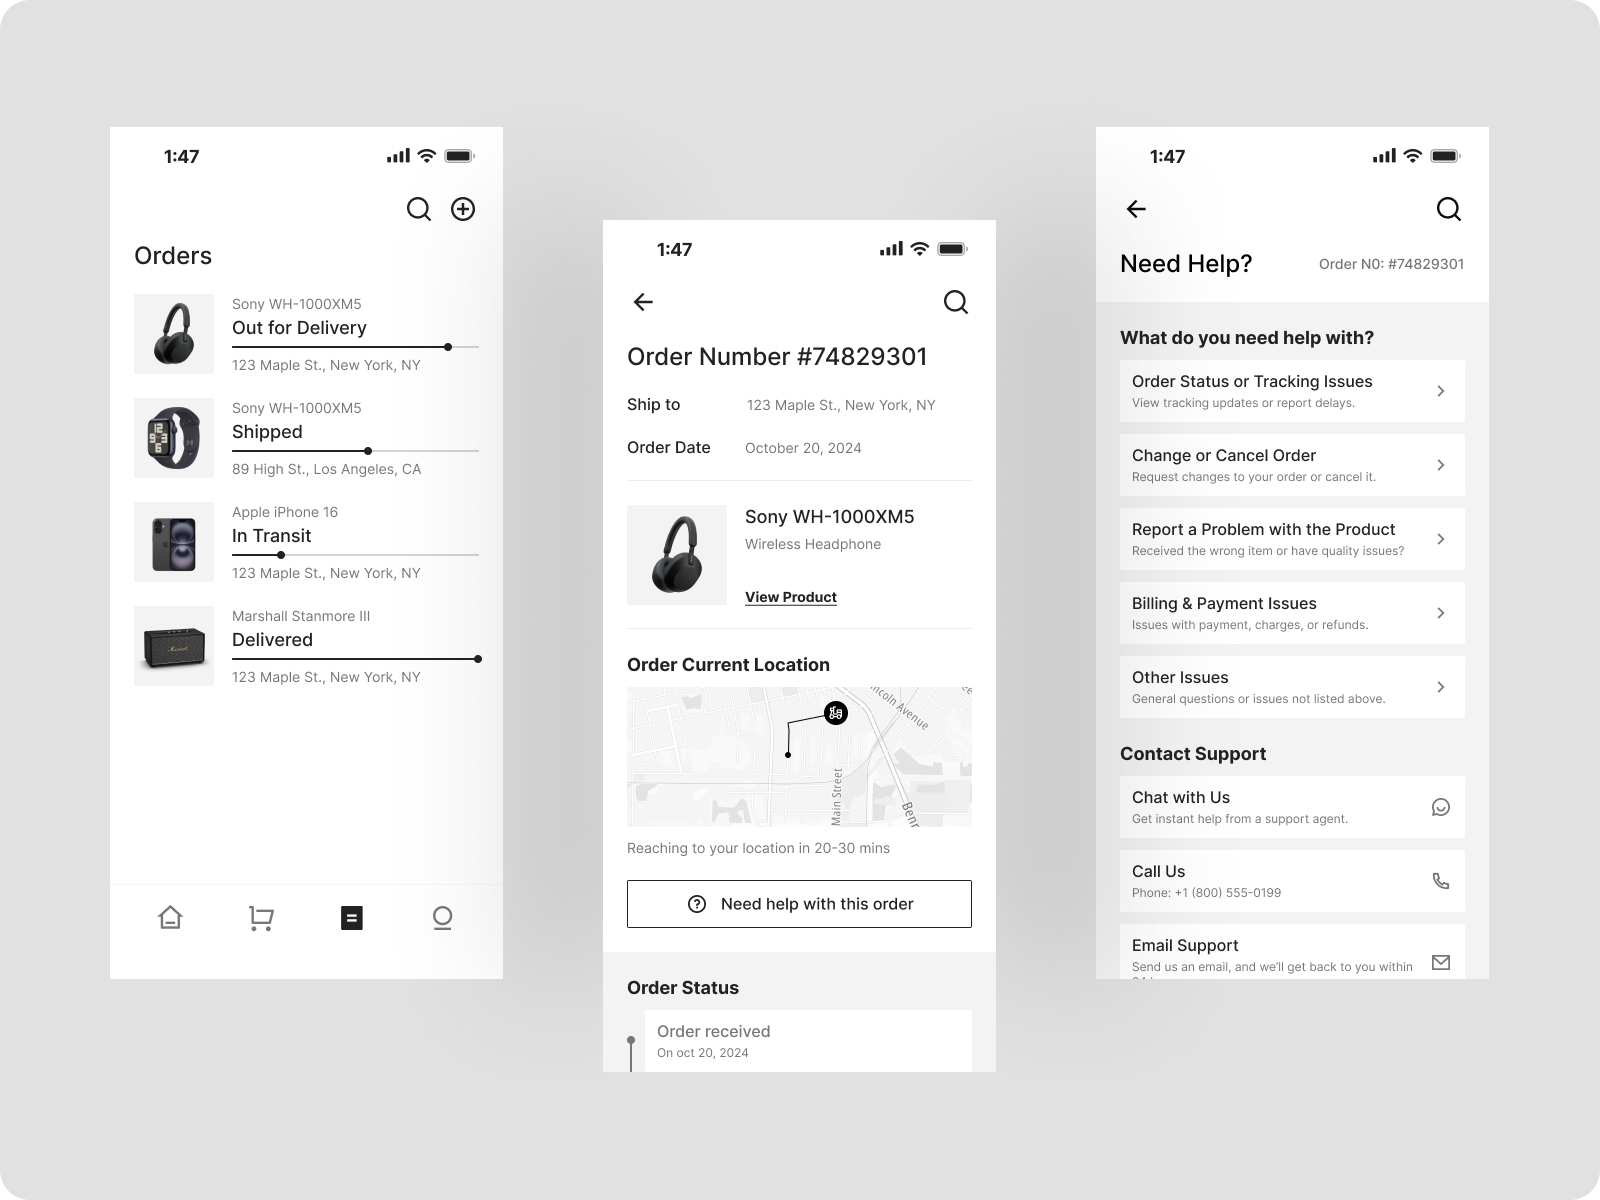 1:47
Orders
Sony WH-1000XM5
Out for Delivery
123 Maple St., New York, NY
Sony WH-1000XM5
Shipped
89 High St., Los Angeles, CA
Apple iPhone 16
In Transit
123 Maple St., New York, NY
Marshall
Marshall Stanmore III
Delivered
123 Maple St., New York, NY
1:47
Order Number #74829301
Ship to
123 Maple St., New York, NY
Order Date
October 20, 2024
Sony WH-1000XM5
Wireless Headphone
View Product
Order Current Location
ncoln Avenue
Main Street
Benn
Reaching to your location in 20-30 mins
Need help with this order
Order Status
Order received
On oct 20, 2024
1:47
Need Help?
Order N0: #74829301
What do you need help with?
Order Status or Tracking Issues
View tracking updates or report delays.
Change or Cancel Order
Request changes to your order or cancel it.
Report a Problem with the Product
Received the wrong item or have quality issues?
Billing & Payment Issues
Issues with payment, charges, or refunds.
Other Issues
General questions or issues not listed above.
Contact Support
Chat with Us
Get instant help from a support agent.
Call Us
Phone: +1 (800) 555-0199
Email Support
Send us an email, and we'll get back to you within